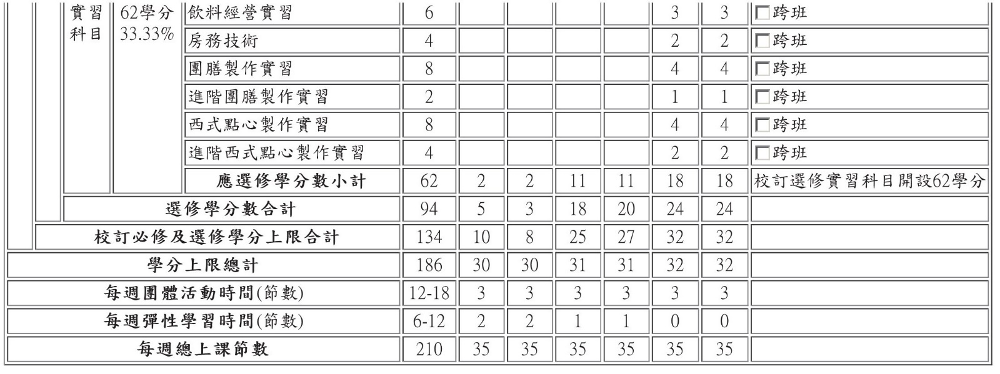 實習 62學分 飲料經營實習 6 3 3 跨班
科目 33.33%
房務技術 4 2 2 跨班
團膳製作實習 8 4 4 跨班
進階團膳製作實習 2 1 1 跨班
西式點心製作實習 8 4 4 跨班
進階西式點心製作實習 4 2 2 跨班
應選修學分數小計 62 2 2 11 11 18 18 校訂選修實習科目開設62學分
選修學分數合計 94 5 3 18 20 24 24
校訂必修及選修學分上限合計 134 10 8 25 27 32 32
學分上限總計 186 30 30 31 31 32 32
每週團體活動時間(節數) 12-18 3 3 3 3 3 3
每週彈性學習時間(節數) 6-12 2 2 1 1 0 0
每週總上課節數 210 35 35 35 35 35 35